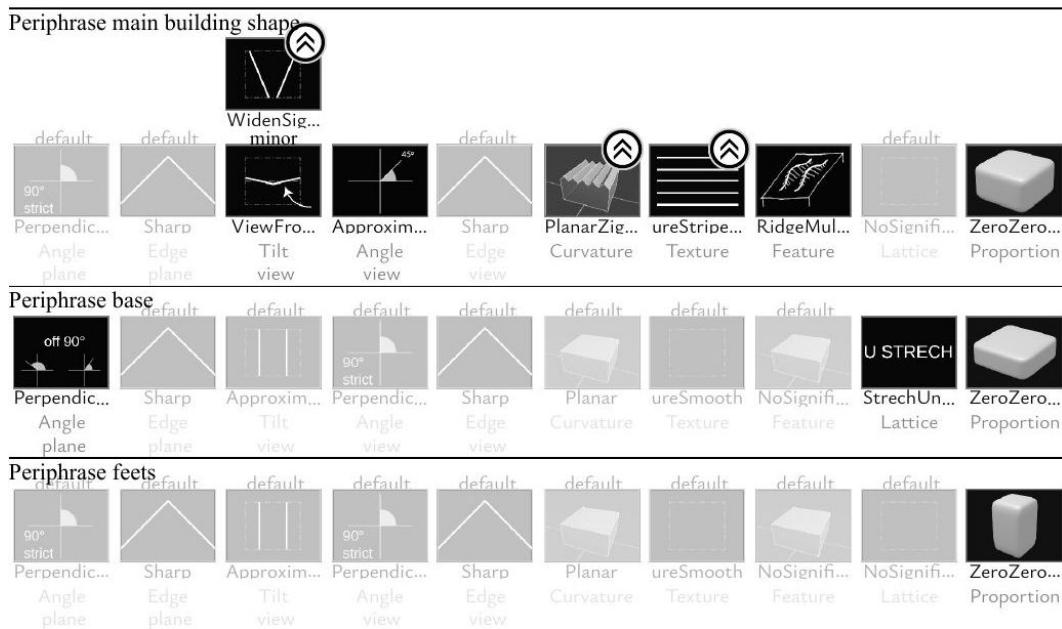 Periphrase main building shape
WidenSig...
default default minor default default
90° strict 45°
Perpendic... Sharp ViewFro... Approxim... Sharp PlanarZig... ureStripe... RidgeMul... NoSignifi... ZeroZero...
Angle Edge Tilt Angle Edge Curvature Texture Feature Lattice Proportion
plane plane view view view
Periphrase base
default default default default default default default
off 90° 90° strict U STRECH
Perpendic... Sharp Approxim... Perpendic... Sharp Planar ureSmooth NoSignifi... StrechUn... ZeroZero...
Angle Edge Tilt Angle Edge Curvature Texture Feature Lattice Proportion
plane plane view view view
Periphrase feets
default default default default default default default default default
90° strict 90° strict
Perpendic... Sharp Approxim... Perpendic... Sharp Planar ureSmooth NoSignifi... NoSignifi... ZeroZero...
Angle Edge Tilt Angle Edge Curvature Texture Feature Lattice Proportion
plane plane view view view